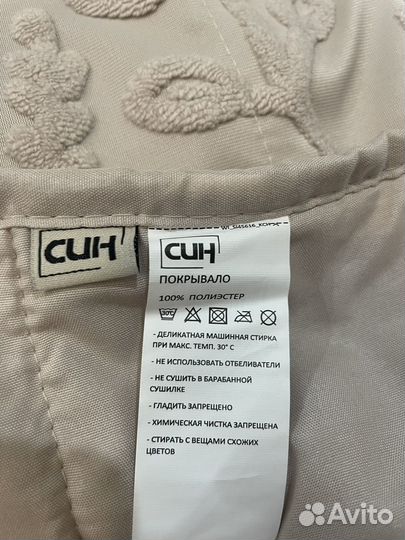 СИН
СИН
ПОКРЫВАЛО
100% ПОЛИЭСТЕР
30°C
- ДЕЛИКАТНАЯ МАШИННАЯ СТИРКА
ПРИ МАКС. ТЕМП. 30° С
- НЕ ИСПОЛЬЗОВАТЬ ОТБЕЛИВАТЕЛИ
- НЕ СУШИТЬ В БАРАБАННОЙ
СУШИЛКЕ
- ГЛАДИТЬ ЗАПРЕЩЕНО
- ХИМИЧЕСКАЯ ЧИСТКА ЗАПРЕЩЕНА
- СТИРАТЬ С ВЕЩАМИ СХОЖИХ
ЦВЕТОВ
Avito